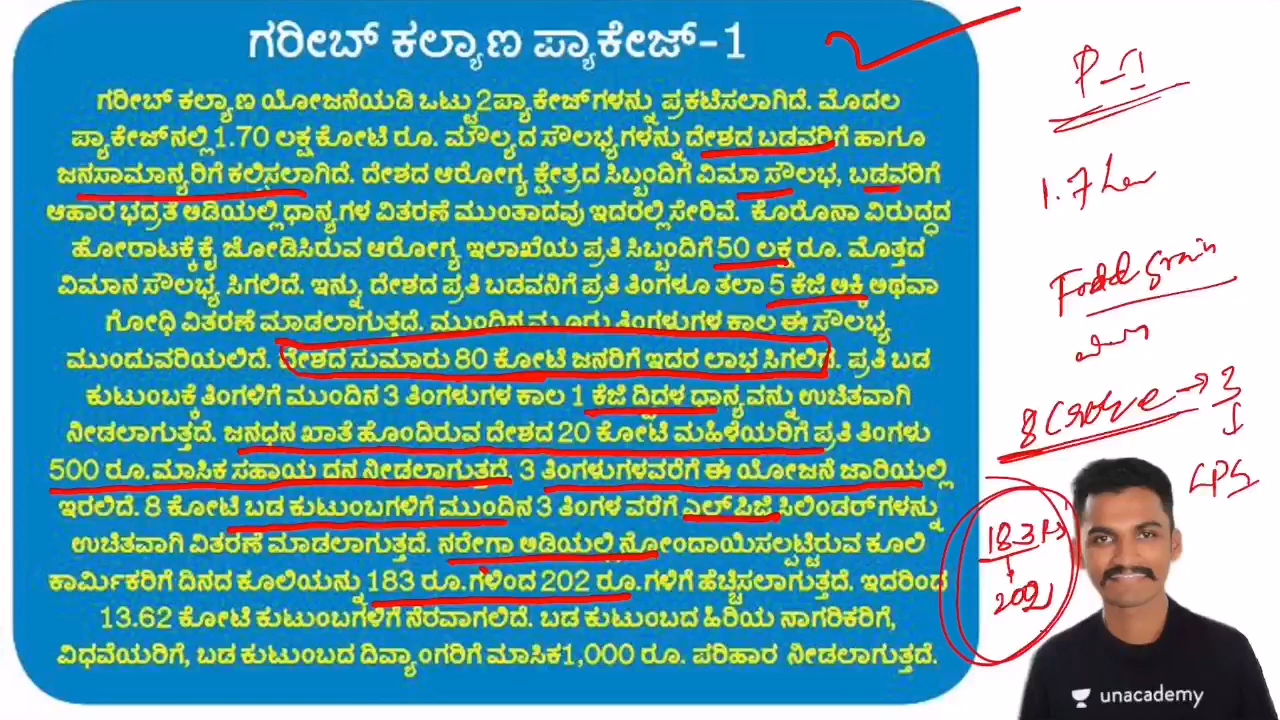 ಗರೀಬ್ ಕಲ್ಯಾಣ ಪ್ಯಾಕೇಜ್-1
ಗರೀಬ್ ಕಲ್ಯಾಣ ಯೋಜನೆಯಡಿ ಒಟ್ಟು 2ಪ್ಯಾಕೇಜ್‌ಗಳನ್ನು ಪ್ರಕಟಿಸಲಾಗಿದೆ. ಮೊದಲ
ಪ್ಯಾಕೇಜ್‌ನಲ್ಲಿ 1.70 ಲಕ್ಷ ಕೋಟಿ ರೂ. ಮೌಲ್ಯದ ಸೌಲಭ್ಯಗಳನ್ನು ದೇಶದ ಬಡವರಿಗೆ ಹಾಗೂ
ಜನಸಾಮಾನ್ಯರಿಗೆ ಕಲ್ಪಿಸಲಾಗಿದೆ. ದೇಶದ ಆರೋಗ್ಯ ಕ್ಷೇತ್ರದ ಸಿಬ್ಬಂದಿಗೆ ವಿಮಾ ಸೌಲಭ, ಬಡವರಿಗೆ
ಆಹಾರ ಭದ್ರತೆ ಅಡಿಯಲ್ಲಿ ಧಾನ್ಯಗಳ ವಿತರಣೆ ಮುಂತಾದವು ಇದರಲ್ಲಿ ಸೇರಿವೆ. ಕೊರೊನಾ ವಿರುದ್ಧದ
ಹೋರಾಟಕ್ಕೆ ಕೈ ಜೋಡಿಸಿರುವ ಆರೋಗ್ಯ ಇಲಾಖೆಯ ಪ್ರತಿ ಸಿಬ್ಬಂದಿಗೆ 50 ಲಕ್ಷ ರೂ. ಮೊತ್ತದ
ವಿಮಾನ ಸೌಲಭ್ಯ ಸಿಗಲಿದೆ. ಇನ್ನು ದೇಶದ ಪ್ರತಿ ಬಡವನಿಗೆ ಪ್ರತಿ ತಿಂಗಳೂ ತಲಾ 5 ಕೆಜಿ ಅಕ್ಕಿ ಅಥವಾ
ಗೋಧಿ ವಿತರಣೆ ಮಾಡಲಾಗುತ್ತದೆ. ಮುಂದಿನ ಮೂರು ತಿಂಗಳುಗಳ ಕಾಲ ಈ ಸೌಲಭ್ಯ
ಮುಂದುವರಿಯಲಿದೆ. ದೇಶದ ಸುಮಾರು 80 ಕೋಟಿ ಜನರಿಗೆ ಇದರ ಲಾಭ ಸಿಗಲಿದೆ. ಪ್ರತಿ ಬಡ
ಕುಟುಂಬಕ್ಕೆ ತಿಂಗಳಿಗೆ ಮುಂದಿನ 3 ತಿಂಗಳುಗಳ ಕಾಲ 1 ಕೆಜಿ ದ್ವಿದಳ ಧಾನ್ಯವನ್ನು ಉಚಿತವಾಗಿ
ನೀಡಲಾಗುತ್ತದೆ. ಜನಧನ ಖಾತೆ ಹೊಂದಿರುವ ದೇಶದ 20 ಕೋಟಿ ಮಹಿಳೆಯರಿಗೆ ಪ್ರತಿ ತಿಂಗಳು
500 ರೂ.ಮಾಸಿಕ ಸಹಾಯ ದನ ನೀಡಲಾಗುತ್ತದೆ. 3 ತಿಂಗಳುಗಳವರೆಗೆ ಈ ಯೋಜನೆ ಜಾರಿಯಲ್ಲಿ
ಇರಲಿದೆ. 8 ಕೋಟಿ ಬಡ ಕುಟುಂಬಗಳಿಗೆ ಮುಂದಿನ 3 ತಿಂಗಳ ವರೆಗೆ ಎಲ್‌ಪಿಜಿ ಸಿಲಿಂಡರ್‌ಗಳನ್ನು
ಉಚಿತವಾಗಿ ವಿತರಣೆ ಮಾಡಲಾಗುತ್ತದೆ. ನರೇಗಾ ಅಡಿಯಲ್ಲಿ ನೋಂದಾಯಿಸಲ್ಪಟ್ಟಿರುವ ಕೂಲಿ
ಕಾರ್ಮಿಕರಿಗೆ ದಿನದ ಕೂಲಿಯನ್ನು 183 ರೂ.ಗಳಿಂದ 202 ರೂ.ಗಳಿಗೆ ಹೆಚ್ಚಿಸಲಾಗುತ್ತದೆ. ಇದರಿಂದ
13.62 ಕೋಟಿ ಕುಟುಂಬಗಳಿಗೆ ನೆರವಾಗಲಿದೆ. ಬಡ ಕುಟುಂಬದ ಹಿರಿಯ ನಾಗರಿಕರಿಗೆ,
ವಿಧವೆಯರಿಗೆ, ಬಡ ಕುಟುಂಬದ ದಿವ್ಯಾಂಗರಿಗೆ ಮಾಸಿಕ1,000 ರೂ. ಪರಿಹಾರ ನೀಡಲಾಗುತ್ತದೆ.
1.7
grain
8 Crore → 3
LPG
183 Rs
unacademy